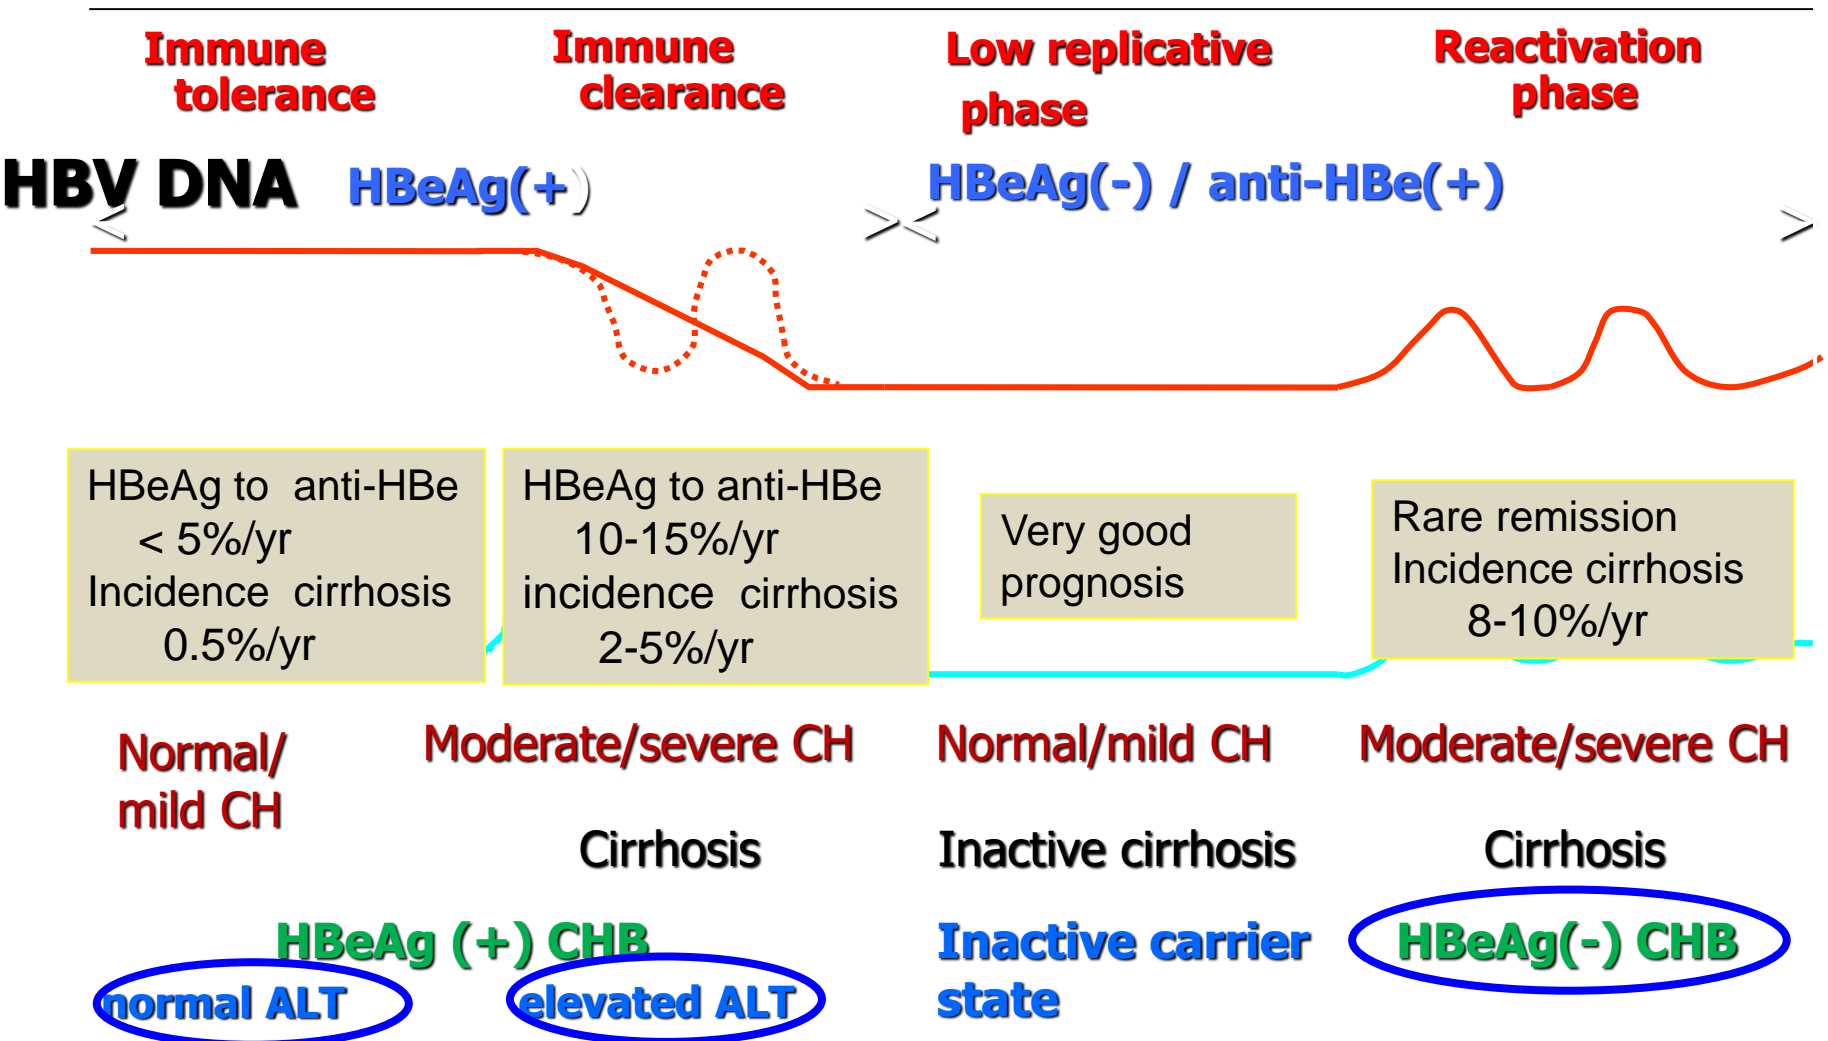 Immune
tolerance
Immune
clearance
Low replicative
phase
Reactivation
phase
HBV DNA
HBeAg(+)
HBeAg(-) / anti-HBe(+)
< > < >
HBeAg to anti-HBe
< 5%/yr
Incidence cirrhosis
0.5%/yr
HBeAg to anti-HBe
10-15%/yr
incidence cirrhosis
2-5%/yr
Very good
prognosis
Rare remission
Incidence cirrhosis
8-10%/yr
Normal/
mild CH
Moderate/severe CH
Normal/mild CH
Moderate/severe CH
Cirrhosis
Inactive cirrhosis
Cirrhosis
HBeAg (+) CHB
normal ALT
elevated ALT
Inactive carrier
state
HBeAg(-) CHB